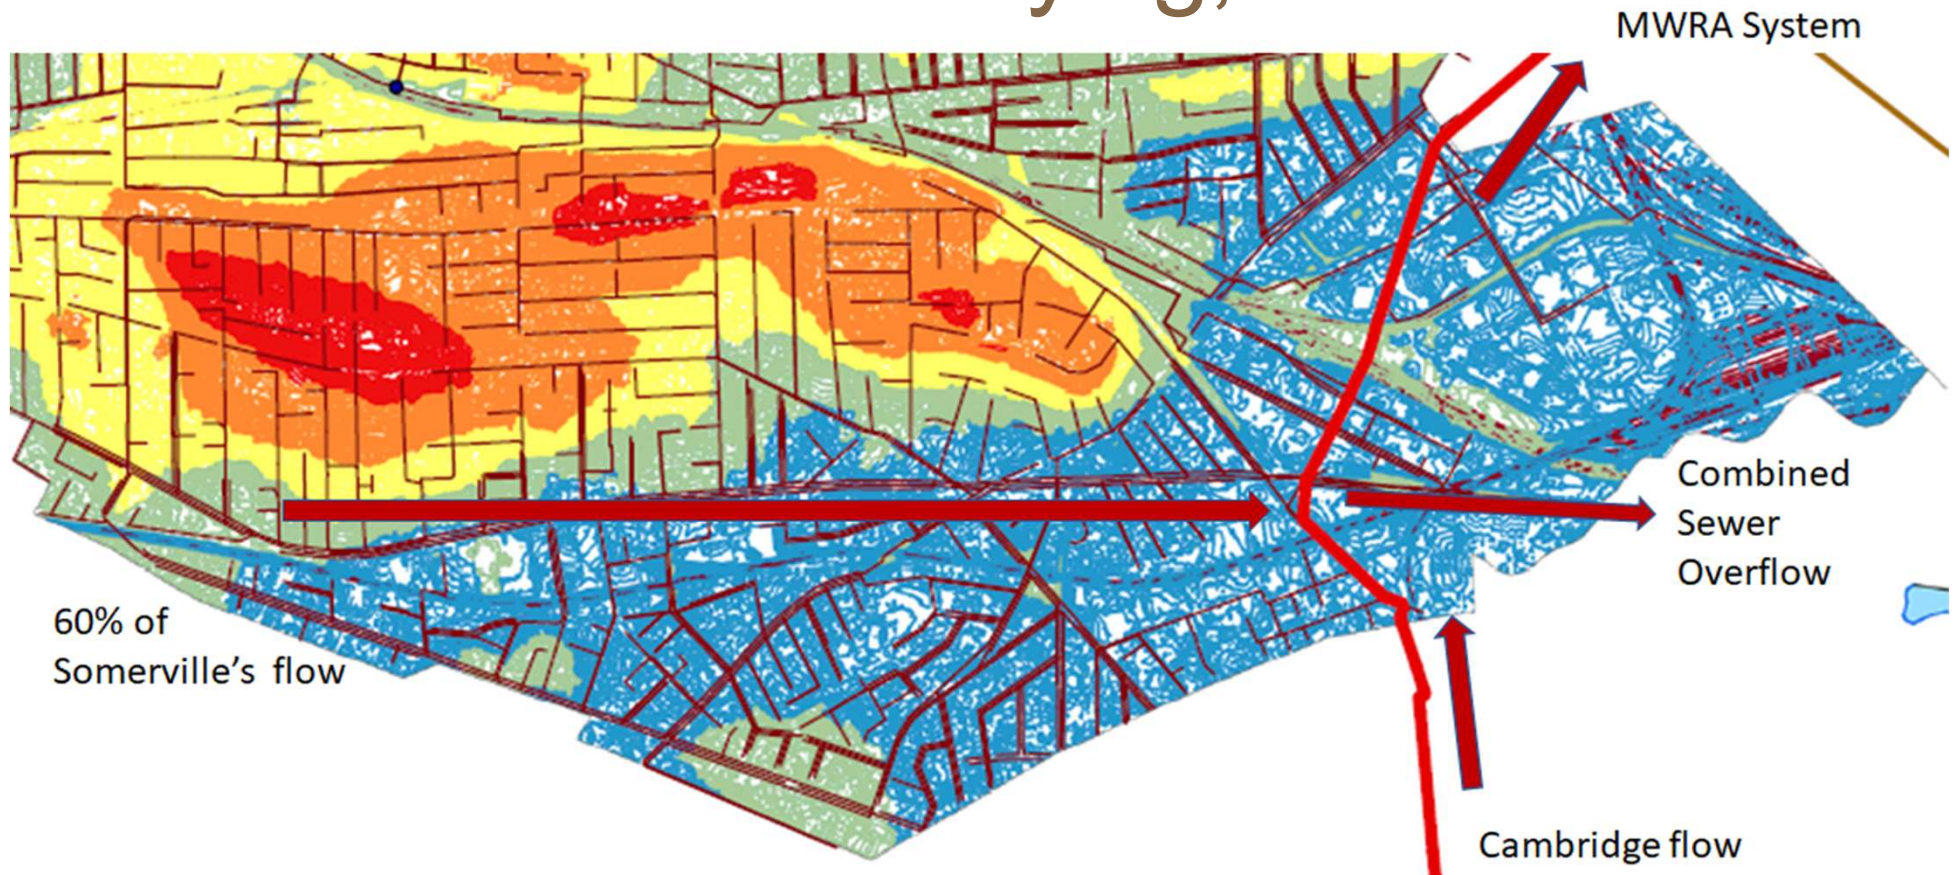 MWRA System
Combined
Sewer
Overflow
60% of
Somerville's flow
Cambridge flow